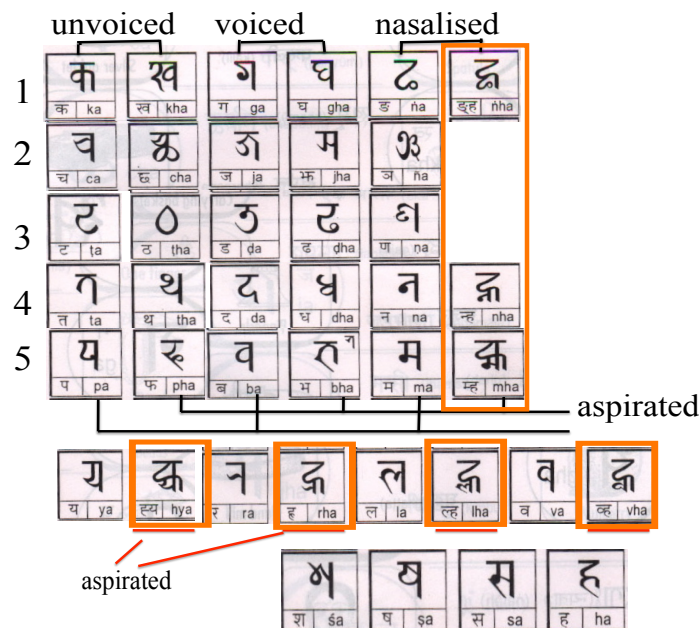 unvoiced voiced nasalised
1 𑐎 𑐏 𑐐 𑐑 𑐒 𑐓
क ka ख kha ग ga घ gha ङ ṅa ङ्ह ṅha
2 𑐔 𑐕 𑐖 𑐗 𑐘
च ca छ cha ज ja झ jha ञ ña
3 𑐚 𑐛 𑐜 𑐝 𑐞
ट ṭa ठ ṭha ड ḍa ढ ḍha ण ṇa
4 𑐟 𑐠 𑐡 𑐢 𑐣 𑐤
त ta थ tha द da ध dha न na न्ह nha
5 𑐥 𑐦 𑐧 𑐨 𑐩 𑐪
प pa फ pha ब ba भ bha म ma म्ह mha
aspirated
𑐫 𑐴𑑂𑐫 𑐬 𑐭 𑐮 𑐯 𑐰 𑐴𑑂𑐰
य ya ह्य hya र ra हृ rha ल la ल्ह lha व va व्ह vha
aspirated
𑐱 𑐲 𑐳 𑐴
श śa ष ṣa स sa ह ha